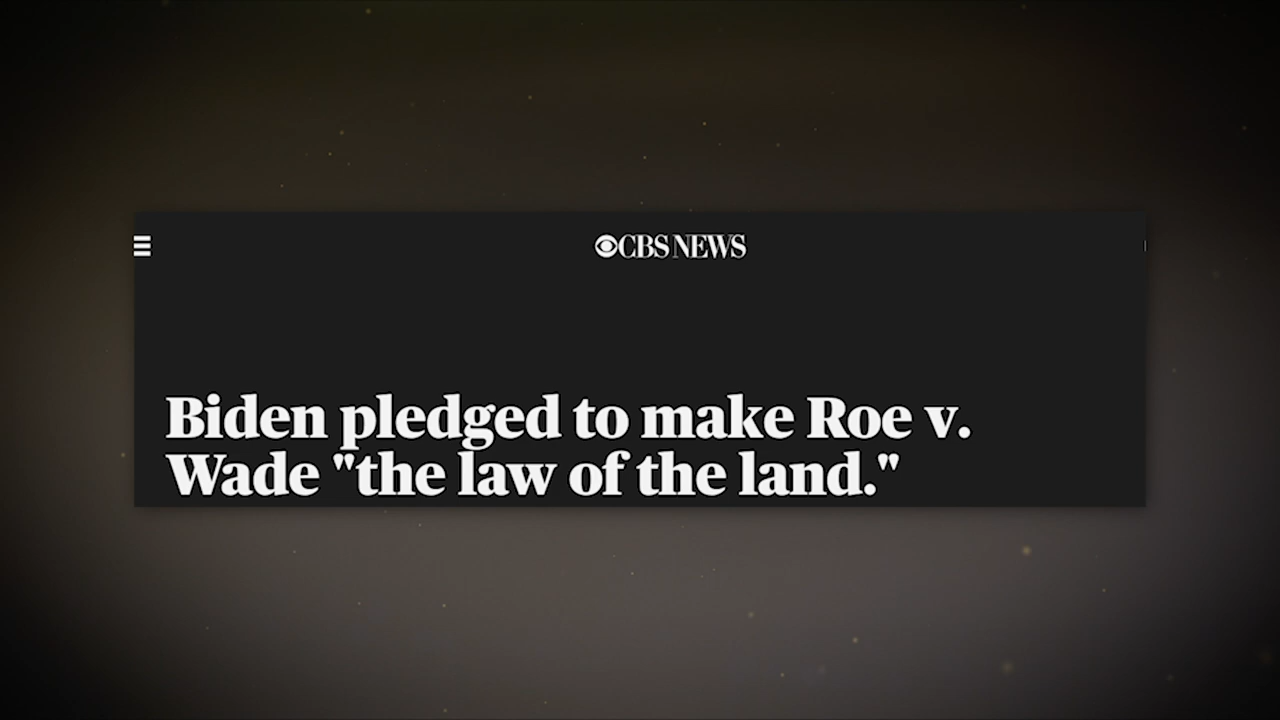 CBS NEWS
Biden pledged to make Roe v.
Wade "the law of the land."